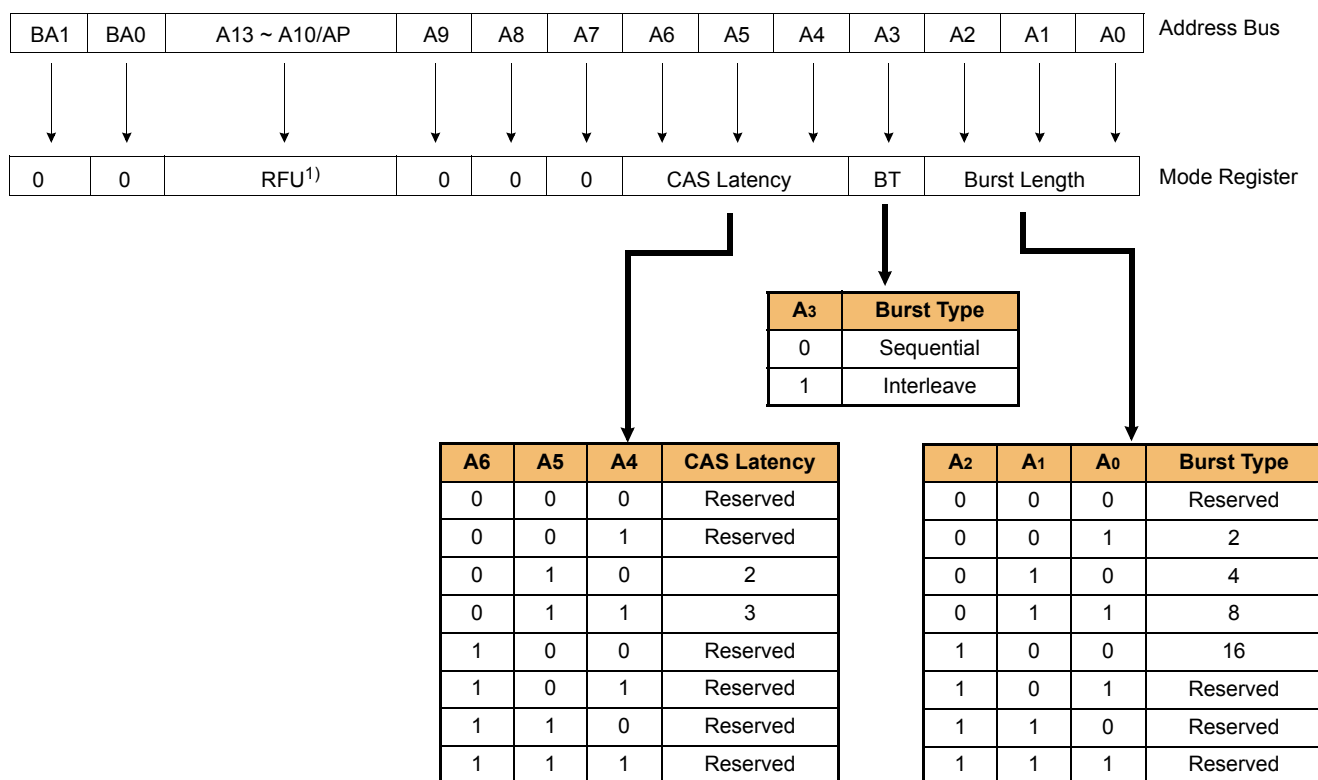 BA1 BA0 A13 ~ A10/AP A9 A8 A7 A6 A5 A4 A3 A2 A1 A0 Address Bus
0 0 RFU1) 0 0 0 CAS Latency BT Burst Length Mode Register
A3 Burst Type
0 Sequential
1 Interleave
A6 A5 A4 CAS Latency
0 0 0 Reserved
0 0 1 Reserved
0 1 0 2
0 1 1 3
1 0 0 Reserved
1 0 1 Reserved
1 1 0 Reserved
1 1 1 Reserved
A2 A1 A0 Burst Type
0 0 0 Reserved
0 0 1 2
0 1 0 4
0 1 1 8
1 0 0 16
1 0 1 Reserved
1 1 0 Reserved
1 1 1 Reserved